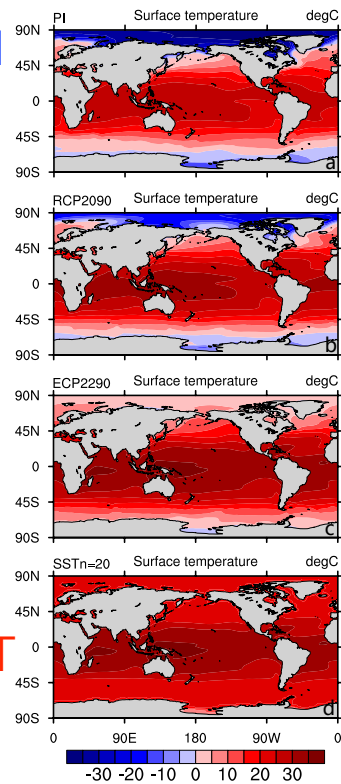 PI Surface temperature degC
90N
45N
0
45S
90S
a
RCP2090 Surface temperature degC
90N
45N
0
45S
90S
b
ECP2290 Surface temperature degC
90N
45N
0
45S
90S
c
SSTn=20 Surface temperature degC
90N
45N
0
45S
90S
d
0 90E 180 90W 0
-30 -20 -10 0 10 20 30